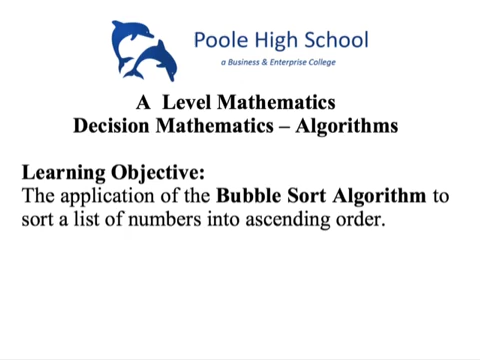 Poole High School
a Business & Enterprise College
A Level Mathematics
Decision Mathematics – Algorithms
Learning Objective:
The application of the Bubble Sort Algorithm to
sort a list of numbers into ascending order.